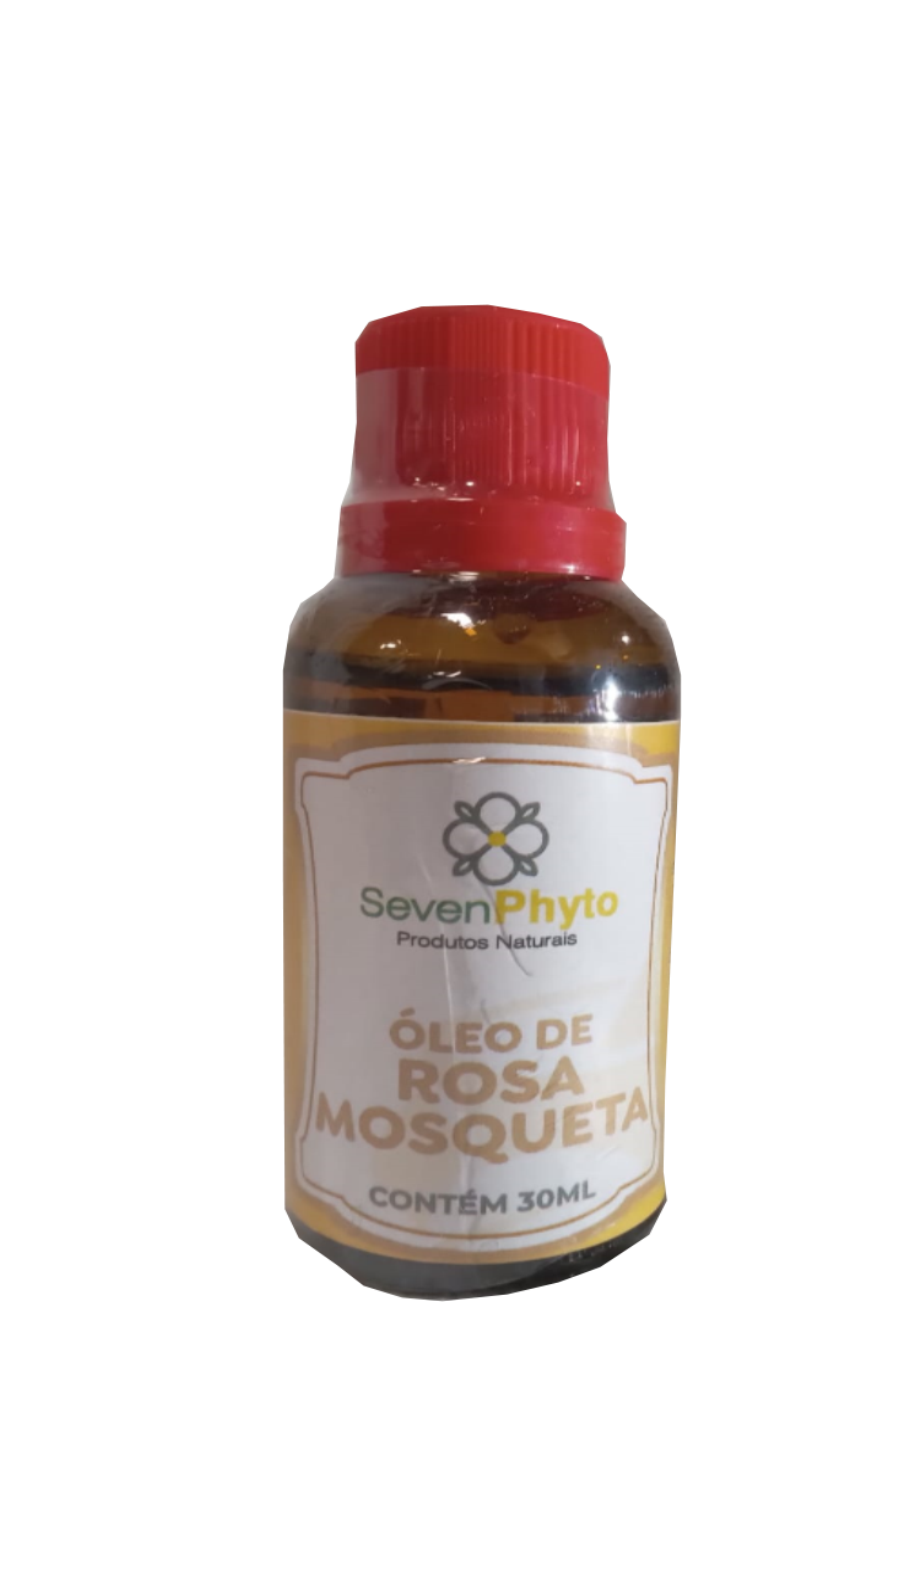 SevenPhyto
Produtos Naturais
ÓLEO DE
ROSA
MOSQUETA
CONTÉM 30ML